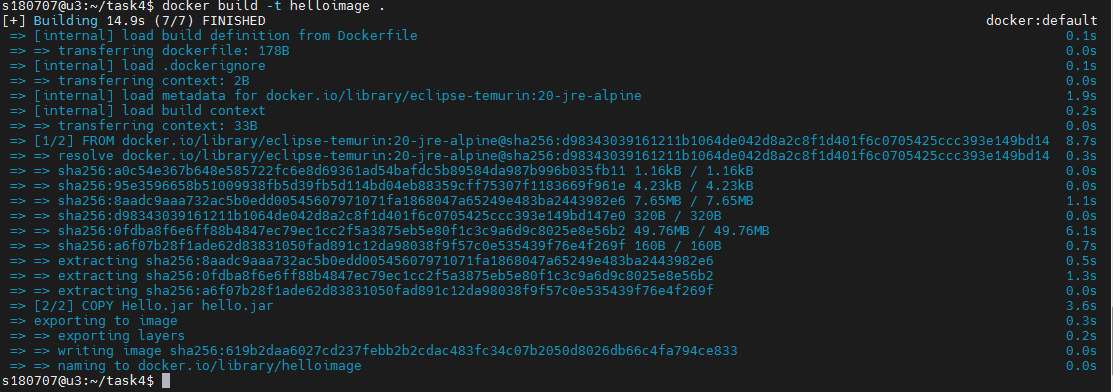 s180707@u3:~/task4$ docker build -t helloimage .
[+] Building 14.9s (7/7) FINISHED docker:default
=> [internal] load build definition from Dockerfile 0.1s
=> => transferring dockerfile: 178B 0.0s
=> [internal] load .dockerignore 0.1s
=> => transferring context: 2B 0.0s
=> [internal] load metadata for docker.io/library/eclipse-temurin:20-jre-alpine 1.9s
=> [internal] load build context 0.2s
=> => transferring context: 33B 0.0s
=> [1/2] FROM docker.io/library/eclipse-temurin:20-jre-alpine@sha256:d98343039161211b1064de042d8a2c8f1d401f6c0705425ccc393e149bd14 8.7s
=> => resolve docker.io/library/eclipse-temurin:20-jre-alpine@sha256:d98343039161211b1064de042d8a2c8f1d401f6c0705425ccc393e149bd14 0.3s
=> => sha256:a0c54e367b648e585722fc6e8d69361ad54bafdc5b89584da987b996b035fb11 1.16kB / 1.16kB 0.0s
=> => sha256:95e3596658b51009938fb5d39fb5d114bd04eb88359cff75307f1183669f961e 4.23kB / 4.23kB 0.0s
=> => sha256:8aadc9aaa732ac5b0edd00545607971071fa1868047a65249e483ba2443982e6 7.65MB / 7.65MB 1.1s
=> => sha256:d98343039161211b1064de042d8a2c8f1d401f6c0705425ccc393e149bd147e0 320B / 320B 0.0s
=> => sha256:0fdba8f6e6ff88b4847ec79ec1cc2f5a3875eb5e80f1c3c9a6d9c8025e8e56b2 49.76MB / 49.76MB 6.1s
=> => sha256:a6f07b28f1ade62d83831050fad891c12da98038f9f57c0e535439f76e4f269f 160B / 160B 0.7s
=> => extracting sha256:8aadc9aaa732ac5b0edd00545607971071fa1868047a65249e483ba2443982e6 0.5s
=> => extracting sha256:0fdba8f6e6ff88b4847ec79ec1cc2f5a3875eb5e80f1c3c9a6d9c8025e8e56b2 1.3s
=> => extracting sha256:a6f07b28f1ade62d83831050fad891c12da98038f9f57c0e535439f76e4f269f 0.0s
=> [2/2] COPY Hello.jar hello.jar 3.6s
=> exporting to image 0.3s
=> => exporting layers 0.2s
=> => writing image sha256:619b2daa6027cd237febb2b2cdac483fc34c07b2050d8026db66c4fa794ce833 0.0s
=> => naming to docker.io/library/helloimage 0.0s
s180707@u3:~/task4$